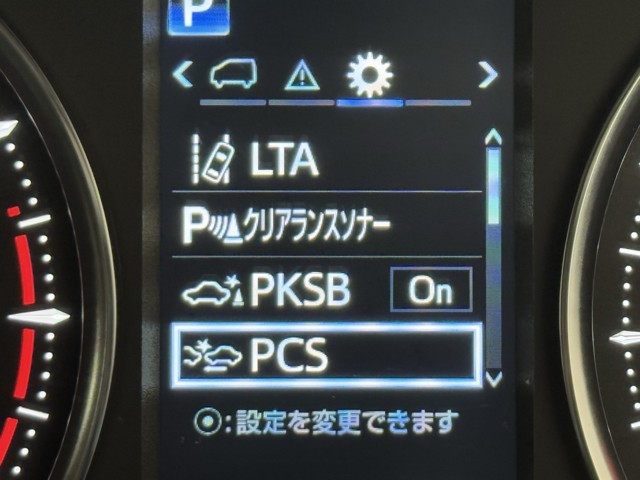 P
LTA
P クリアランスソナー
PKSB On
PCS
:設定を変更できます